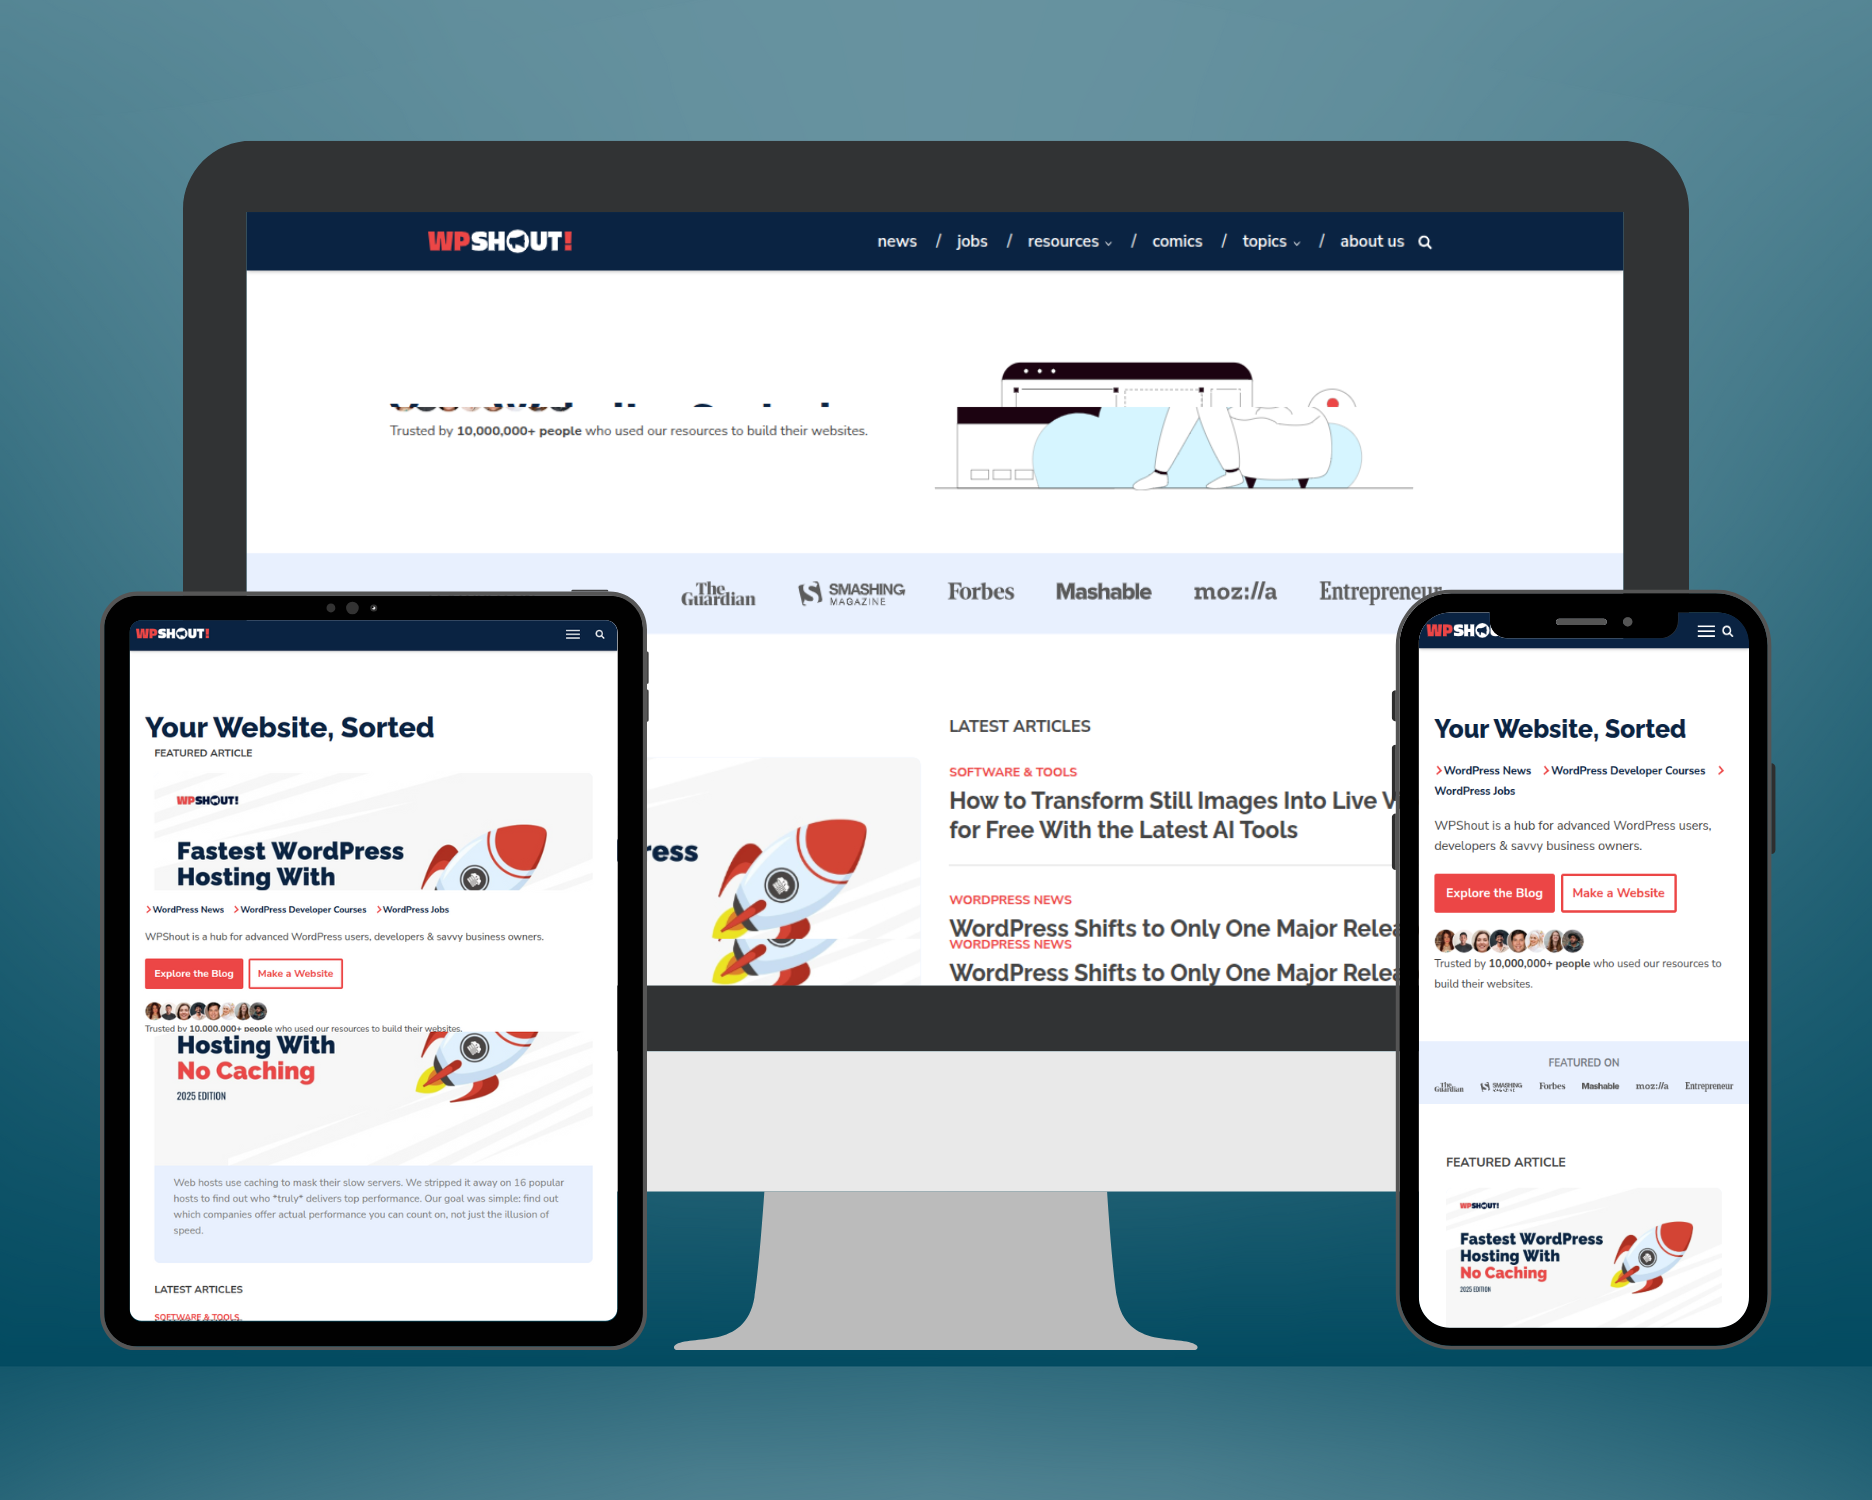 WPSHOUT!
news / jobs / resources / comics / topics / about us
Trusted by 10,000,000+ people who used our resources to build their websites.
The Guardian
SMASHING MAGAZINE
Forbes
Mashable
moz://a
Entrepreneur
ress
LATEST ARTICLES
SOFTWARE & TOOLS
How to Transform Still Images Into Live V
for Free With the Latest AI Tools
WORDPRESS NEWS
WordPress Shifts to Only One Major Relea
WORDPRESS NEWS
WordPress Shifts to Only One Major Relea
WPSHOUT!
Your Website, Sorted
FEATURED ARTICLE
WPSHOUT!
Fastest WordPress
Hosting With
WordPress News WordPress Developer Courses WordPress Jobs
WPShout is a hub for advanced WordPress users, developers & savvy business owners.
Explore the Blog Make a Website
Trusted by 10,000,000+ people who used our resources to build their websites.
Hosting With
No Caching
2025 EDITION
Web hosts use caching to mask their slow servers. We stripped it away on 16 popular
hosts to find out who *truly* delivers top performance. Our goal was simple: find out
which companies offer actual performance you can count on, not just the illusion of
speed.
LATEST ARTICLES
SOFTWARE & TOOLS
WPSHOU
Your Website, Sorted
WordPress News WordPress Developer Courses
WordPress Jobs
WPShout is a hub for advanced WordPress users,
developers & savvy business owners.
Explore the Blog Make a Website
Trusted by 10,000,000+ people who used our resources to
build their websites.
FEATURED ON
The Guardian
SMASHING MAGAZINE
Forbes
Mashable
moz://a
Entrepreneur
FEATURED ARTICLE
WPSHOUT!
Fastest WordPress
Hosting With
No Caching
2025 EDITION